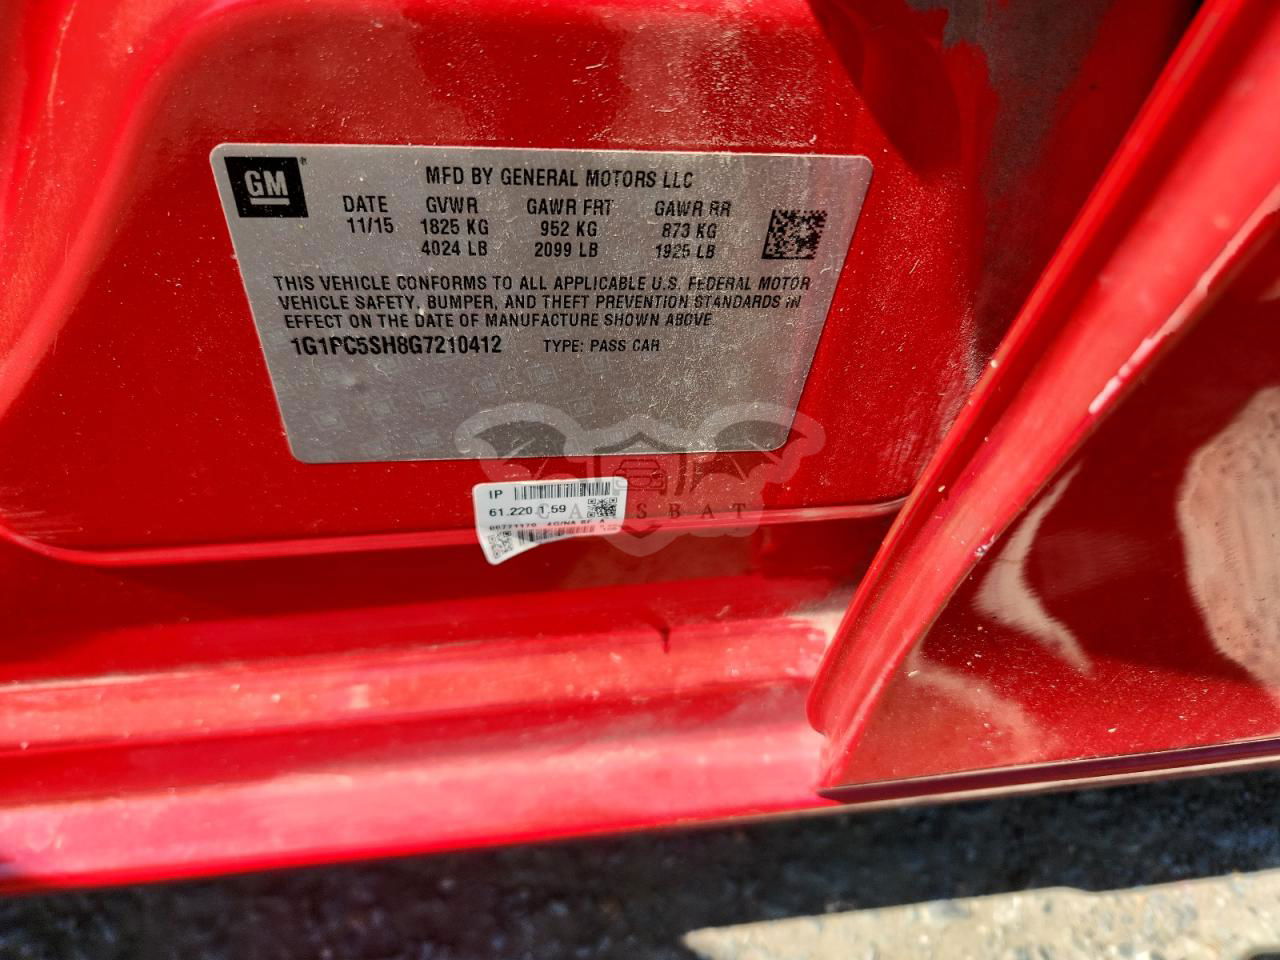 GM
MFD BY GENERAL MOTORS LLC
DATE GVWR GAWR FRT GAWR RR
11/15 1825 KG 952 KG 873 KG
4024 LB 2099 LB 1925 LB
THIS VEHICLE CONFORMS TO ALL APPLICABLE U.S. FEDERAL MOTOR
VEHICLE SAFETY, BUMPER, AND THEFT PREVENTION STANDARDS IN
EFFECT ON THE DATE OF MANUFACTURE SHOWN ABOVE
1G1PC5SH8G7210412 TYPE: PASS CAR
IP
61.220.1.59
CARSBAT